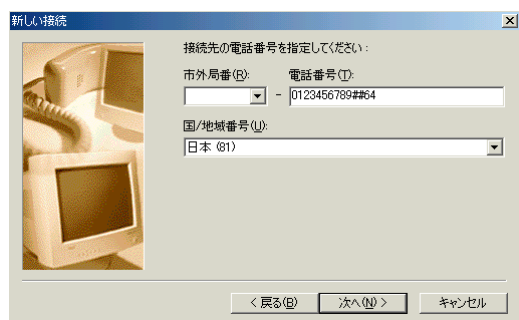 新しい接続
接続先の電話番号を指定してください:
市外局番(R): 電話番号(T):
- 0123456789##64
国/地域番号(U):
日本 (81)
< 戻る(B) 次へ(N) > キャンセル